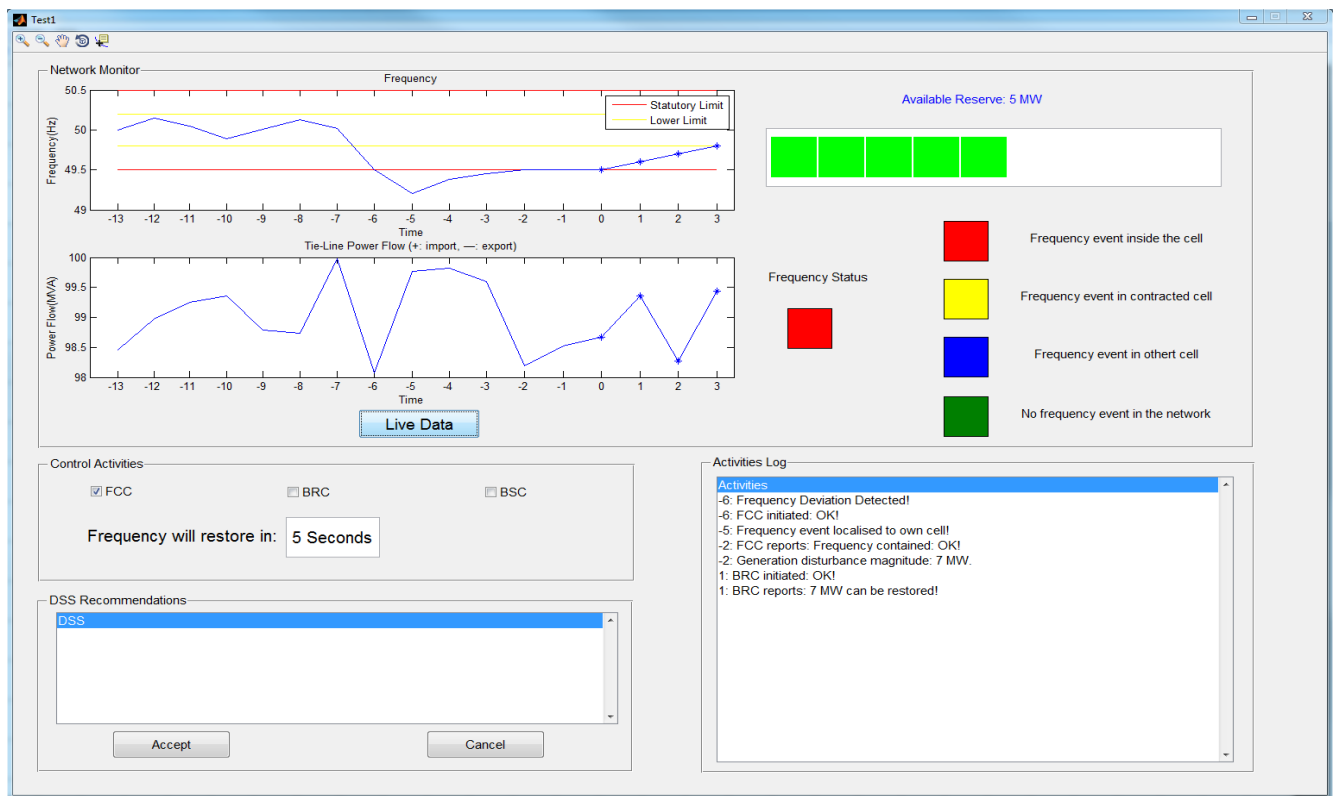 Test1
Network Monitor
Frequency
50.5
50
49.5
49
Frequency(Hz)
Statutory Limit
Lower Limit
-13 -12 -11 -10 -9 -8 -7 -6 -5 -4 -3 -2 -1 0 1 2 3
Time
Tie-Line Power Flow (+: import, —: export)
100
99.5
99
98.5
98
Power Flow(MVA)
-13 -12 -11 -10 -9 -8 -7 -6 -5 -4 -3 -2 -1 0 1 2 3
Time
Live Data
Available Reserve: 5 MW
Frequency Status
Frequency event inside the cell
Frequency event in contracted cell
Frequency event in othert cell
No frequency event in the network
Control Activities
FCC BRC BSC
Frequency will restore in: 5 Seconds
DSS Recommendations
DSS
Accept Cancel
Activities Log
Activities
-6: Frequency Deviation Detected!
-6: FCC initiated: OK!
-5: Frequency event localised to own cell!
-2: FCC reports: Frequency contained: OK!
-2: Generation disturbance magnitude: 7 MW.
1: BRC initiated: OK!
1: BRC reports: 7 MW can be restored!